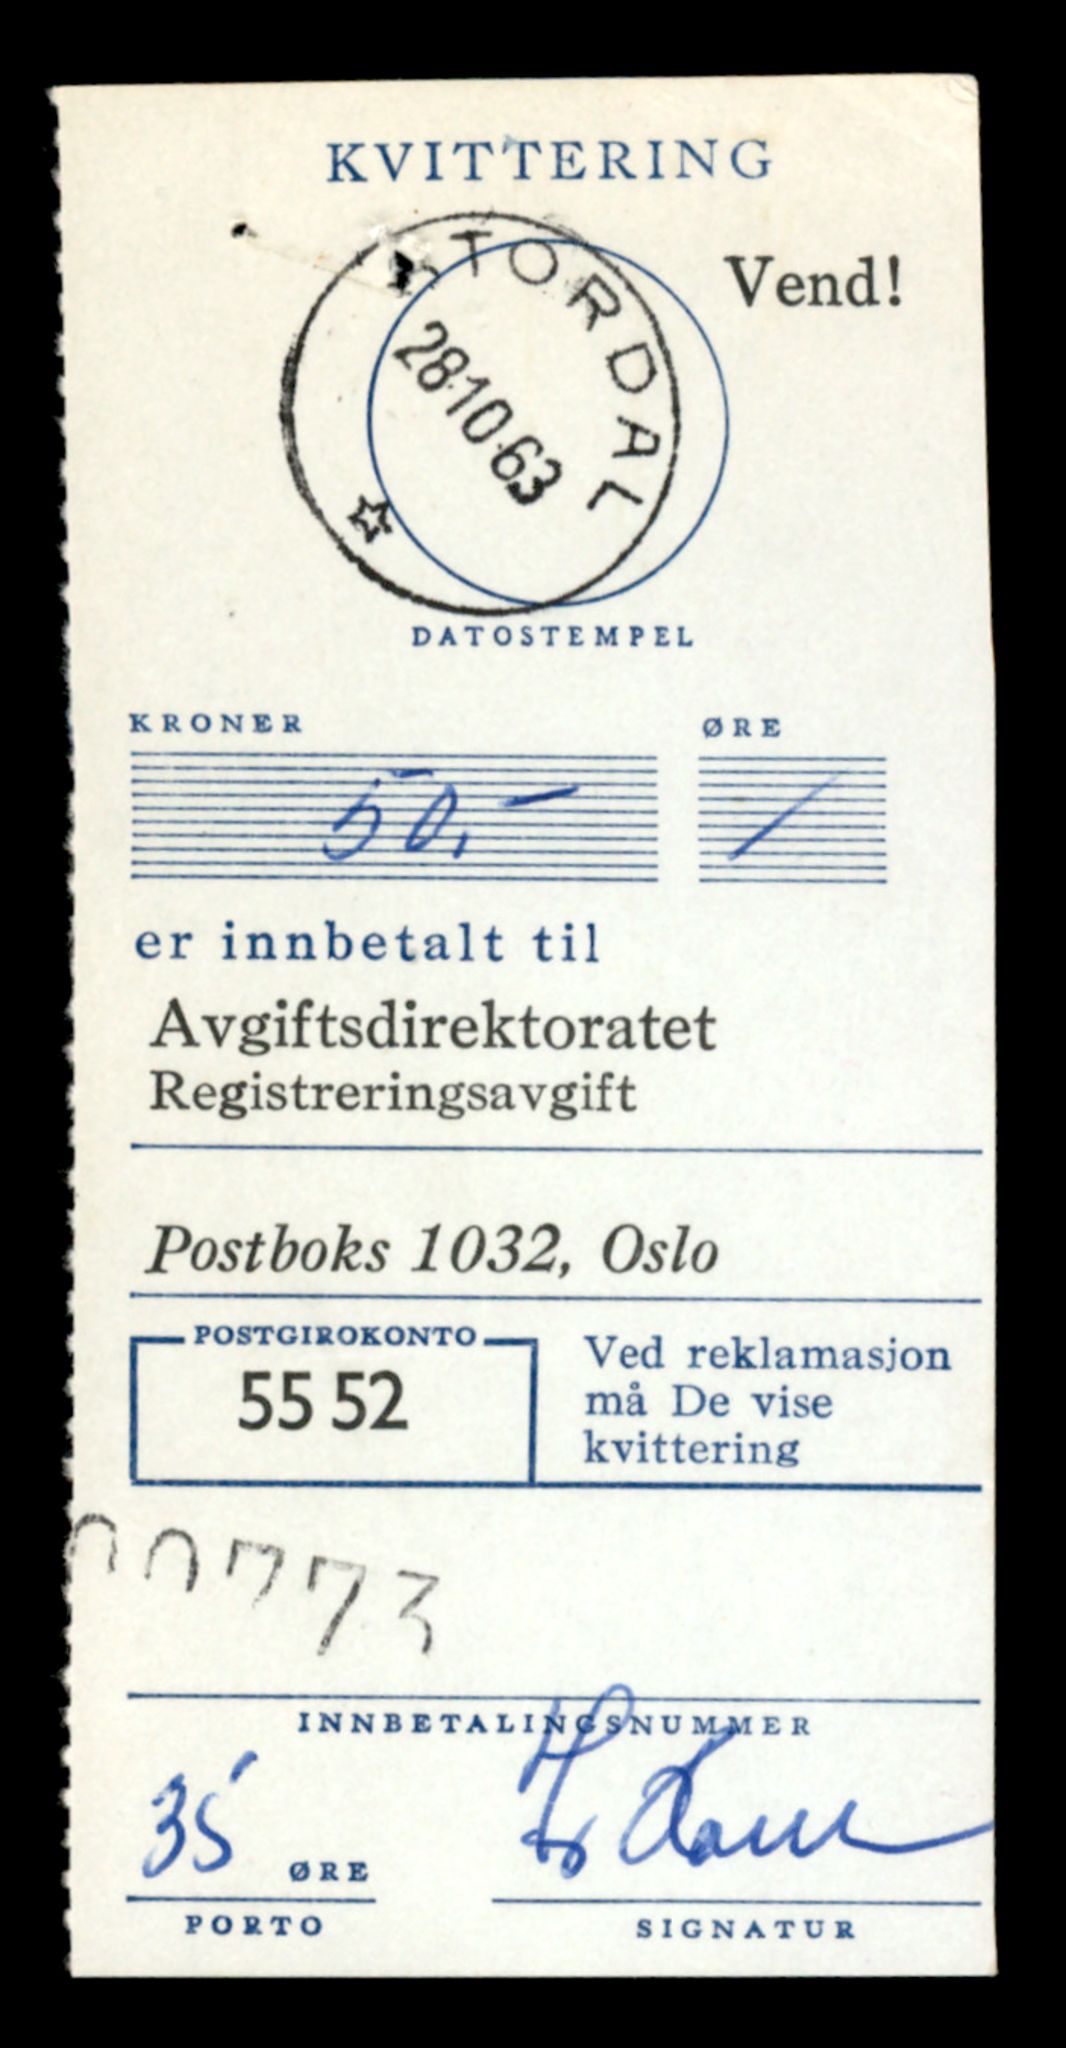 KVITTERING
Vend!
STORDAL
28.10.63
DATOSTEMPEL
KRONER ØRE
50,- /
er innbetalt til
Avgiftsdirektoratet
Registreringsavgift
Postboks 1032, Oslo
POSTGIROKONTO
55 52
Ved reklamasjon
må De vise
kvittering
00773
INNBETALINGSNUMMER
35 ØRE
PORTO
SIGNATUR